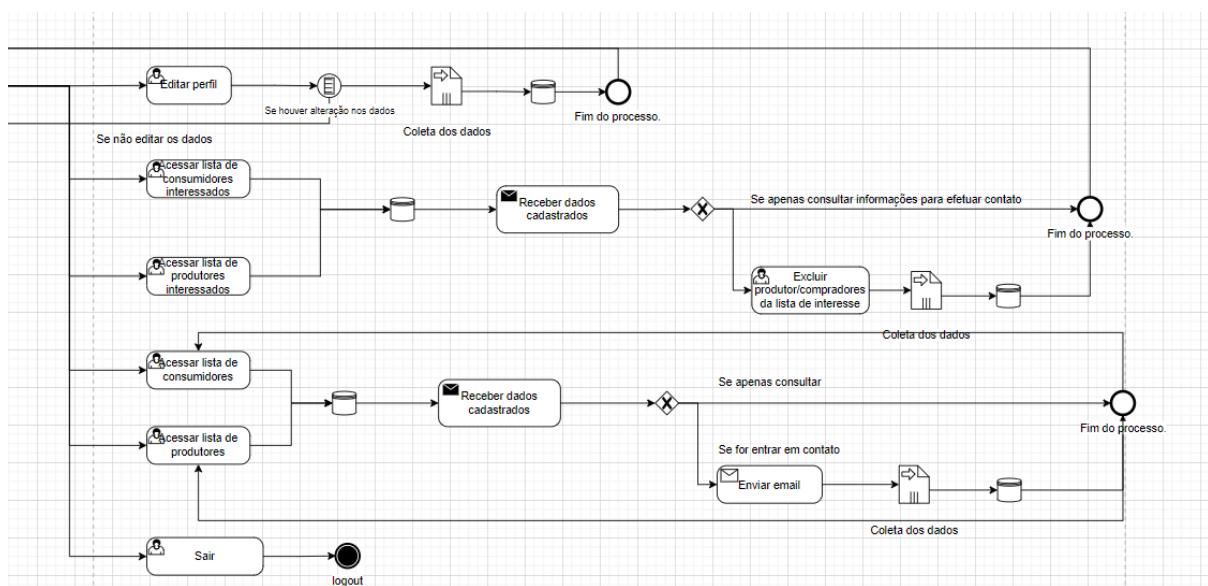 Editar perfil
Se houver alteração nos dados
Coleta dos dados
Fim do processo.
Se não editar os dados
Acessar lista de
consumidores
interessados
Receber dados
cadastrados
Se apenas consultar informações para efetuar contato
Fim do processo.
Acessar lista de
produtores
interessados
Excluir
produtor/compradores
da lista de interesse
Coleta dos dados
Acessar lista de
consumidores
Receber dados
cadastrados
Se apenas consultar
Fim do processo.
Acessar lista de
produtores
Se for entrar em contato
Enviar email
Coleta dos dados
Sair
logout